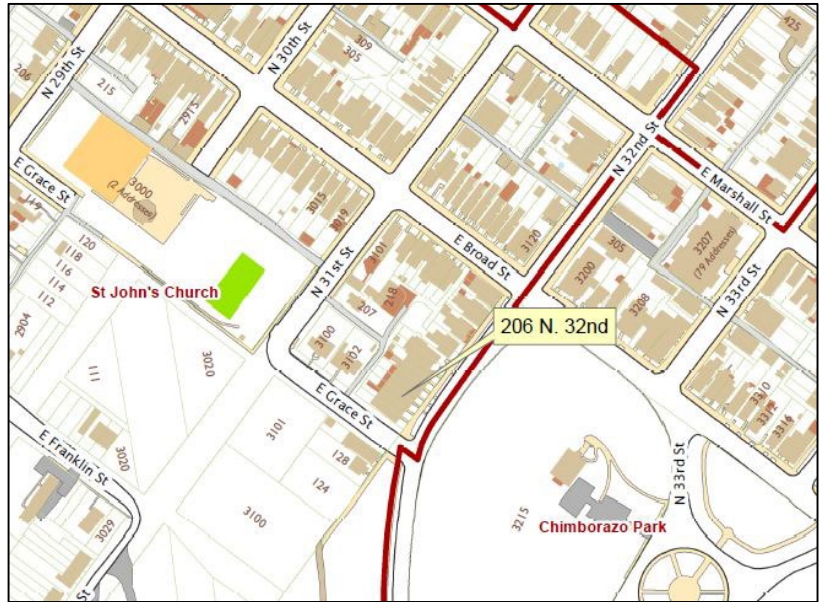 425
309
305
N 30th St
N 29th St
206
215
2915
N 32nd St
E Marshall St
E Grace St
119
3000
(2 Addresses)
3015
3019
3101
E Broad St
3120
305
3207
(79 Addresses)
3200
3208
N 33rd St
120
118
116
114
112
2904
St John's Church
N 31st St
207
218
3100
3102
206 N. 32nd
E Grace St
3020
111
3101
3310
3312
3316
E Franklin St
3020
128
124
3100
3029
St
3215
Chimborazo Park
N 33rd St